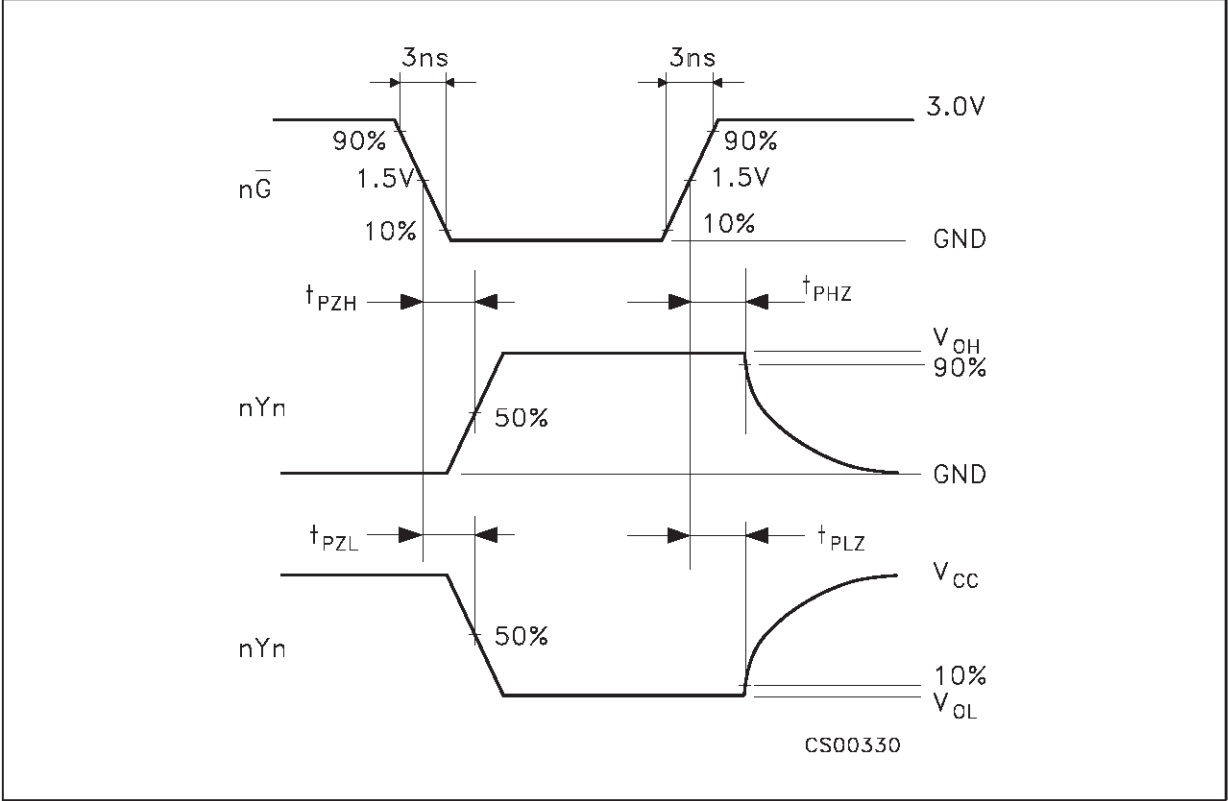 3ns 3ns
3.0V
90% 90%
nG̅ 1.5V 1.5V
10% 10%
GND
tPZH tPHZ
VOH
90%
nYn 50%
GND
tPZL tPLZ
VCC
nYn 50%
10%
VOL
CS00330